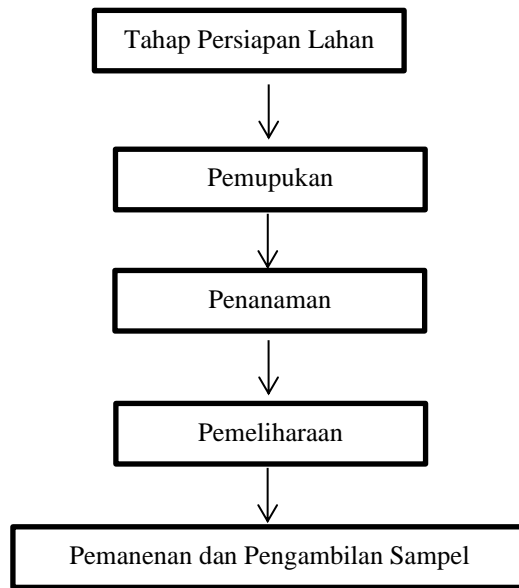 Tahap Persiapan Lahan
Pemupukan
Penanaman
Pemeliharaan
Pemanenan dan Pengambilan Sampel